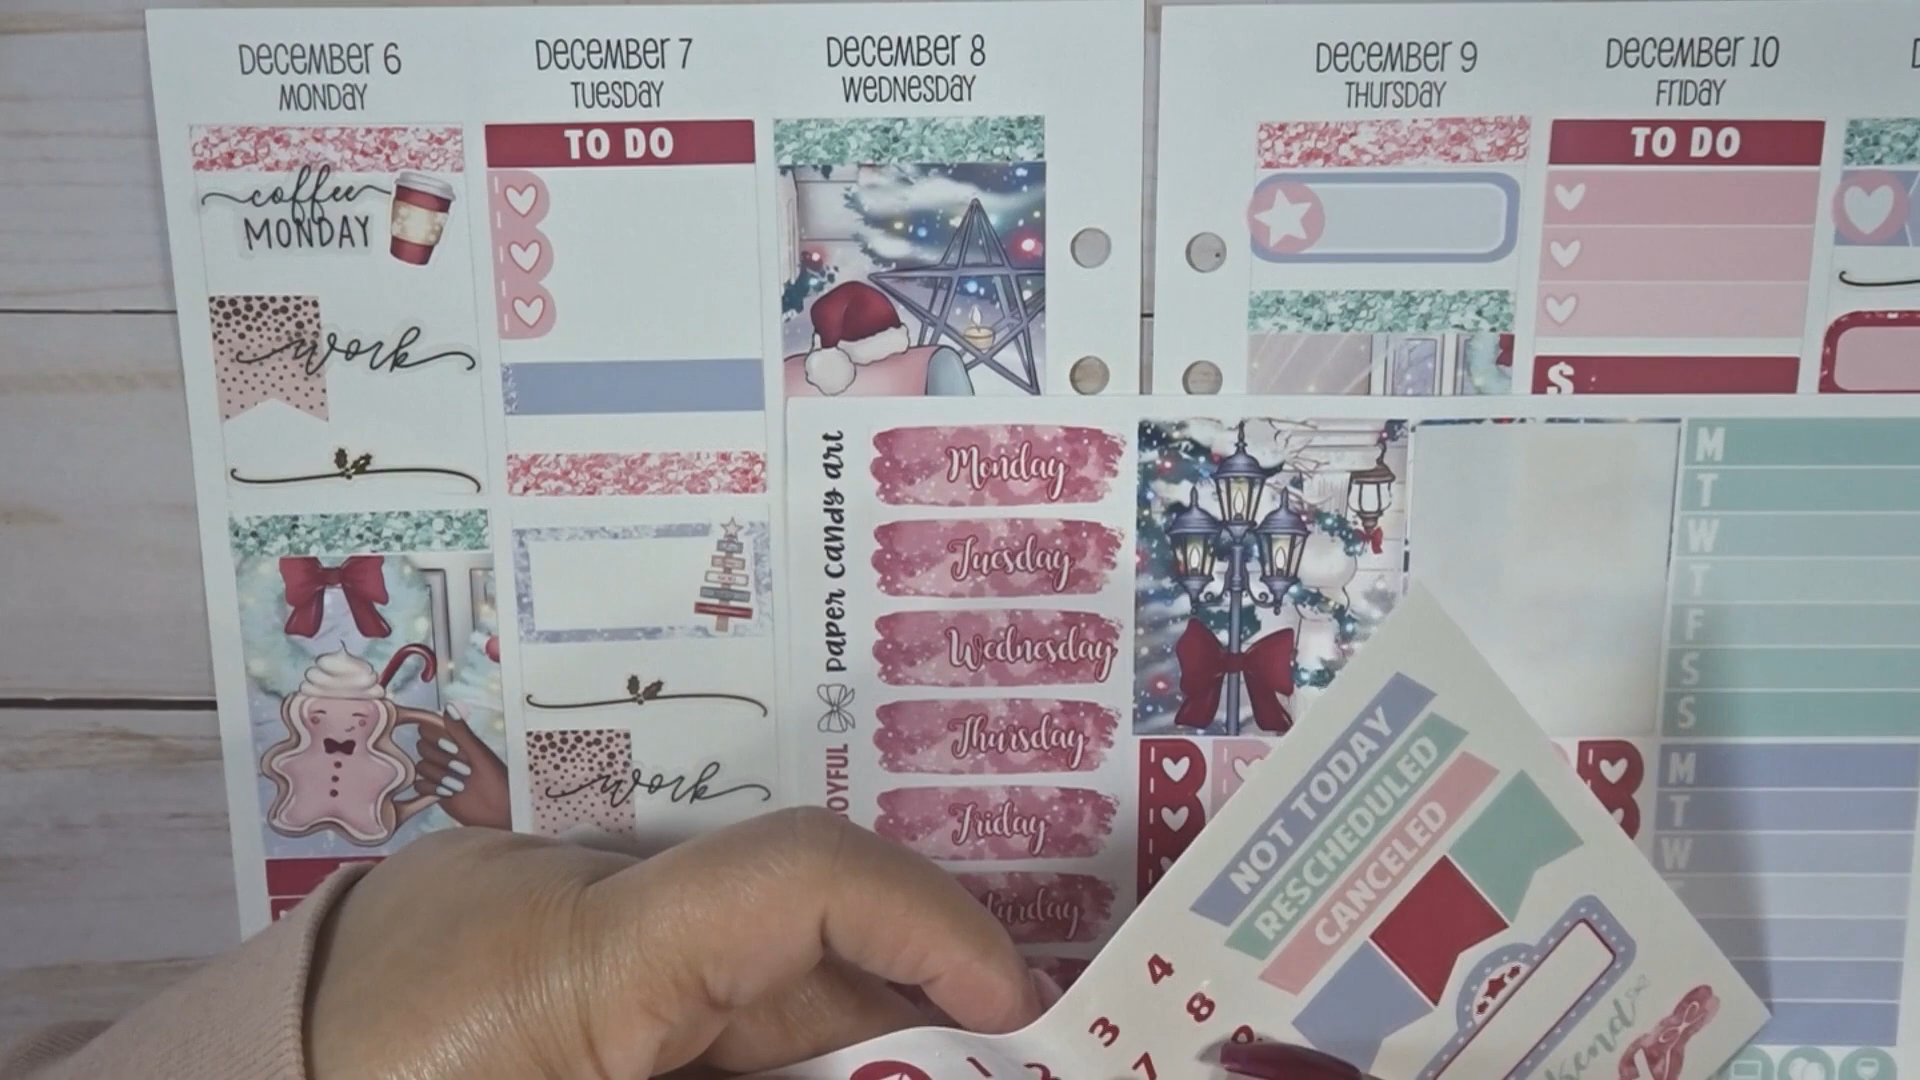 DECEMBER 6
MONDAY
DECEMBER 7
TUESDAY
DECEMBER 8
WEDNESDAY
DECEMBER 9
THURSDAY
DECEMBER 10
FRIDAY
coffee
MONDAY
work
TO DO
work
TO DO
$
paper candy art
Monday
Tuesday
Wednesday
Thursday
Friday
M
T
W
T
F
S
S
M
T
W
NOT TODAY
RESCHEDULED
CANCELED
4
8
3
7